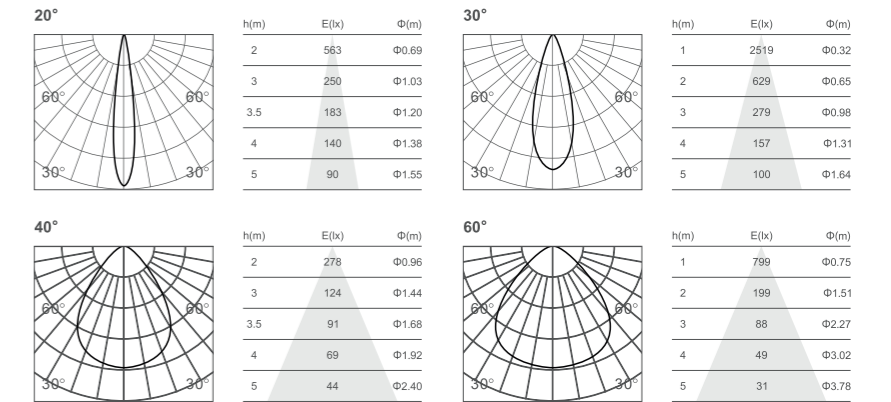 20°
h(m) E(lx) Φ(m)
2 563 Φ0.69
3 250 Φ1.03
3.5 183 Φ1.20
4 140 Φ1.38
5 90 Φ1.55
60° 60°
30° 30°
30°
h(m) E(lx) Φ(m)
1 2519 Φ0.32
2 629 Φ0.65
3 279 Φ0.98
4 157 Φ1.31
5 100 Φ1.64
60° 60°
30° 30°
40°
h(m) E(lx) Φ(m)
2 278 Φ0.96
3 124 Φ1.44
3.5 91 Φ1.68
4 69 Φ1.92
5 44 Φ2.40
60° 60°
30° 30°
60°
h(m) E(lx) Φ(m)
1 799 Φ0.75
2 199 Φ1.51
3 88 Φ2.27
4 49 Φ3.02
5 31 Φ3.78
60° 60°
30° 30°